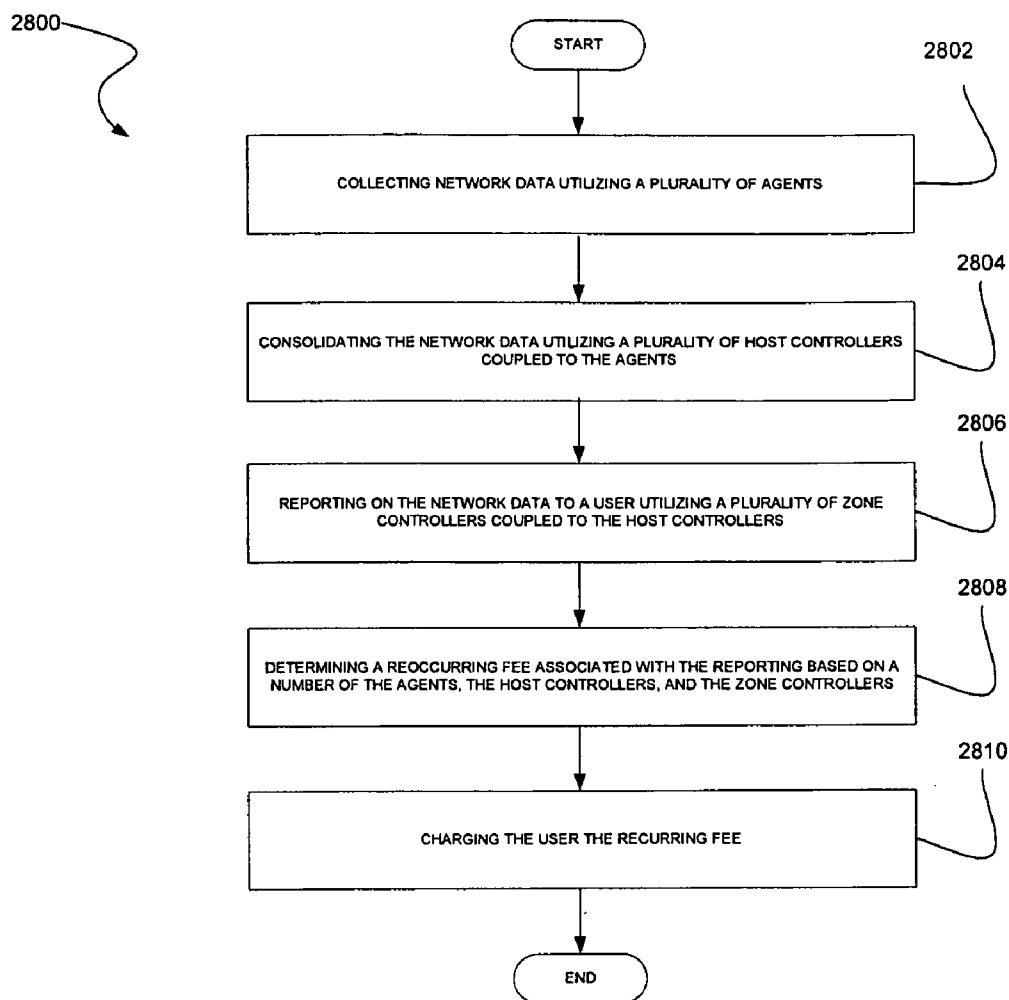 2800
START
2802
COLLECTING NETWORK DATA UTILIZING A PLURALITY OF AGENTS
2804
CONSOLIDATING THE NETWORK DATA UTILIZING A PLURALITY OF HOST CONTROLLERS
COUPLED TO THE AGENTS
2806
REPORTING ON THE NETWORK DATA TO A USER UTILIZING A PLURALITY OF ZONE
CONTROLLERS COUPLED TO THE HOST CONTROLLERS
2808
DETERMINING A REOCCURRING FEE ASSOCIATED WITH THE REPORTING BASED ON A
NUMBER OF THE AGENTS, THE HOST CONTROLLERS, AND THE ZONE CONTROLLERS
2810
CHARGING THE USER THE RECURRING FEE
END